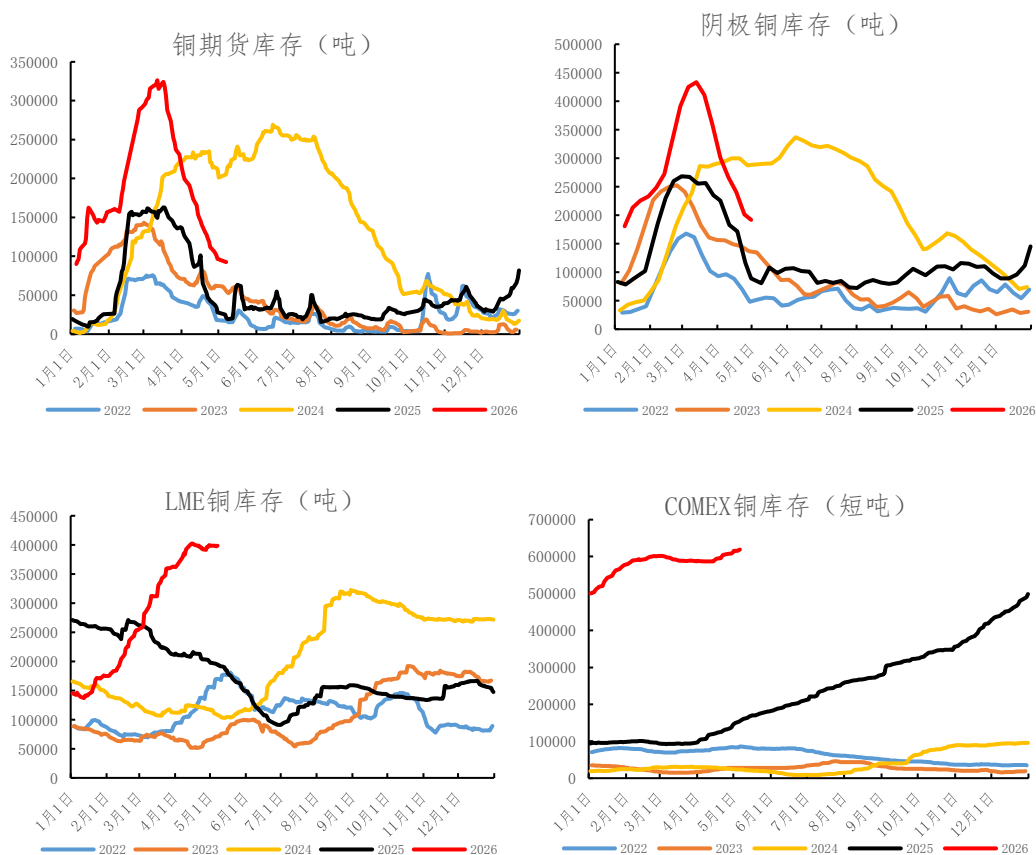 铜期货库存（吨）
350000
300000
250000
200000
150000
100000
50000
0
1月1日
2月1日
3月1日
4月1日
5月1日
6月1日
7月1日
8月1日
9月1日
10月1日
11月1日
12月1日
2022 2023 2024 2025 2026
阴极铜库存（吨）
500000
450000
400000
350000
300000
250000
200000
150000
100000
50000
0
1月1日
2月1日
3月1日
4月1日
5月1日
6月1日
7月1日
8月1日
9月1日
10月1日
11月1日
12月1日
2022 2023 2024 2025 2026
LME铜库存（吨）
450000
400000
350000
300000
250000
200000
150000
100000
50000
0
1月1日
2月1日
3月1日
4月1日
5月1日
6月1日
7月1日
8月1日
9月1日
10月1日
11月1日
12月1日
2022 2023 2024 2025 2026
COMEX铜库存（短吨）
700000
600000
500000
400000
300000
200000
100000
0
1月1日
2月1日
3月1日
4月1日
5月1日
6月1日
7月1日
8月1日
9月1日
10月1日
11月1日
12月1日
2022 2023 2024 2025 2026